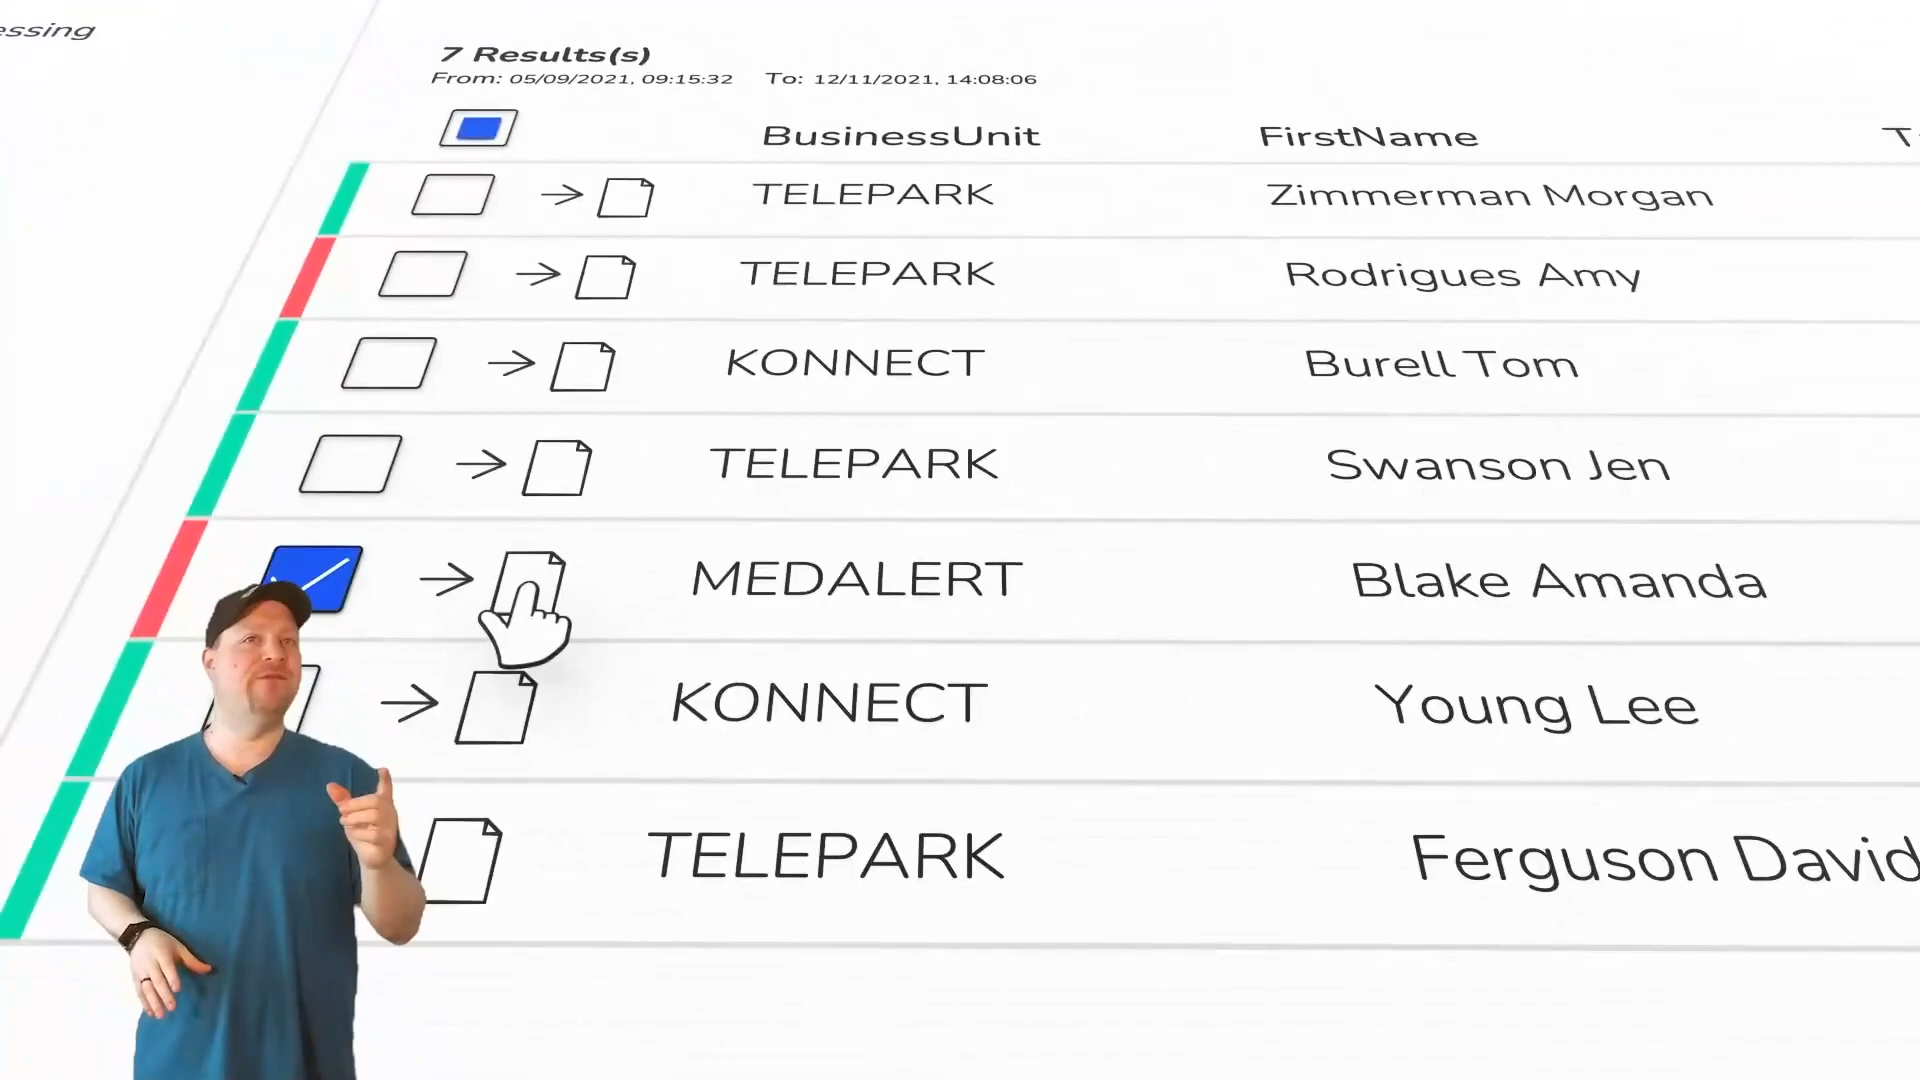 essing
7 Results(s)
From: 05/09/2021, 09:15:32 To: 12/11/2021, 14:08:06
BusinessUnit FirstName
TELEPARK Zimmerman Morgan
TELEPARK Rodrigues Amy
KONNECT Burell Tom
TELEPARK Swanson Jen
MEDALERT Blake Amanda
KONNECT Young Lee
TELEPARK Ferguson David